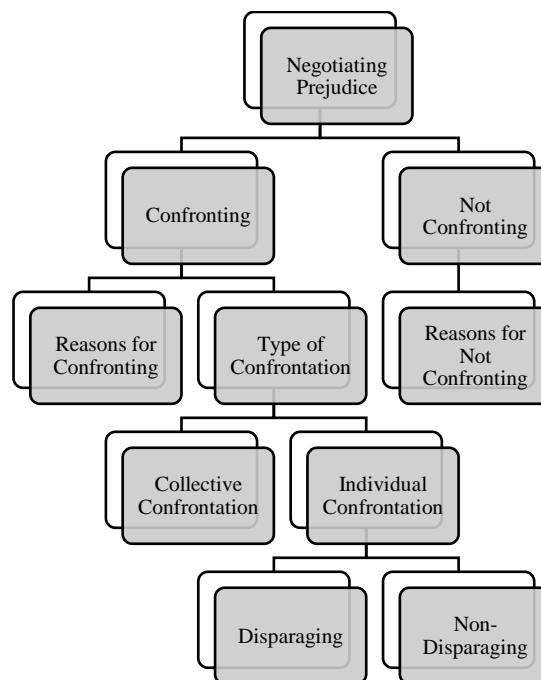 Negotiating
Prejudice
Confronting
Not
Confronting
Reasons for
Confronting
Type of
Confrontation
Reasons for
Not
Confronting
Collective
Confrontation
Individual
Confrontation
Disparaging
Non-
Disparaging